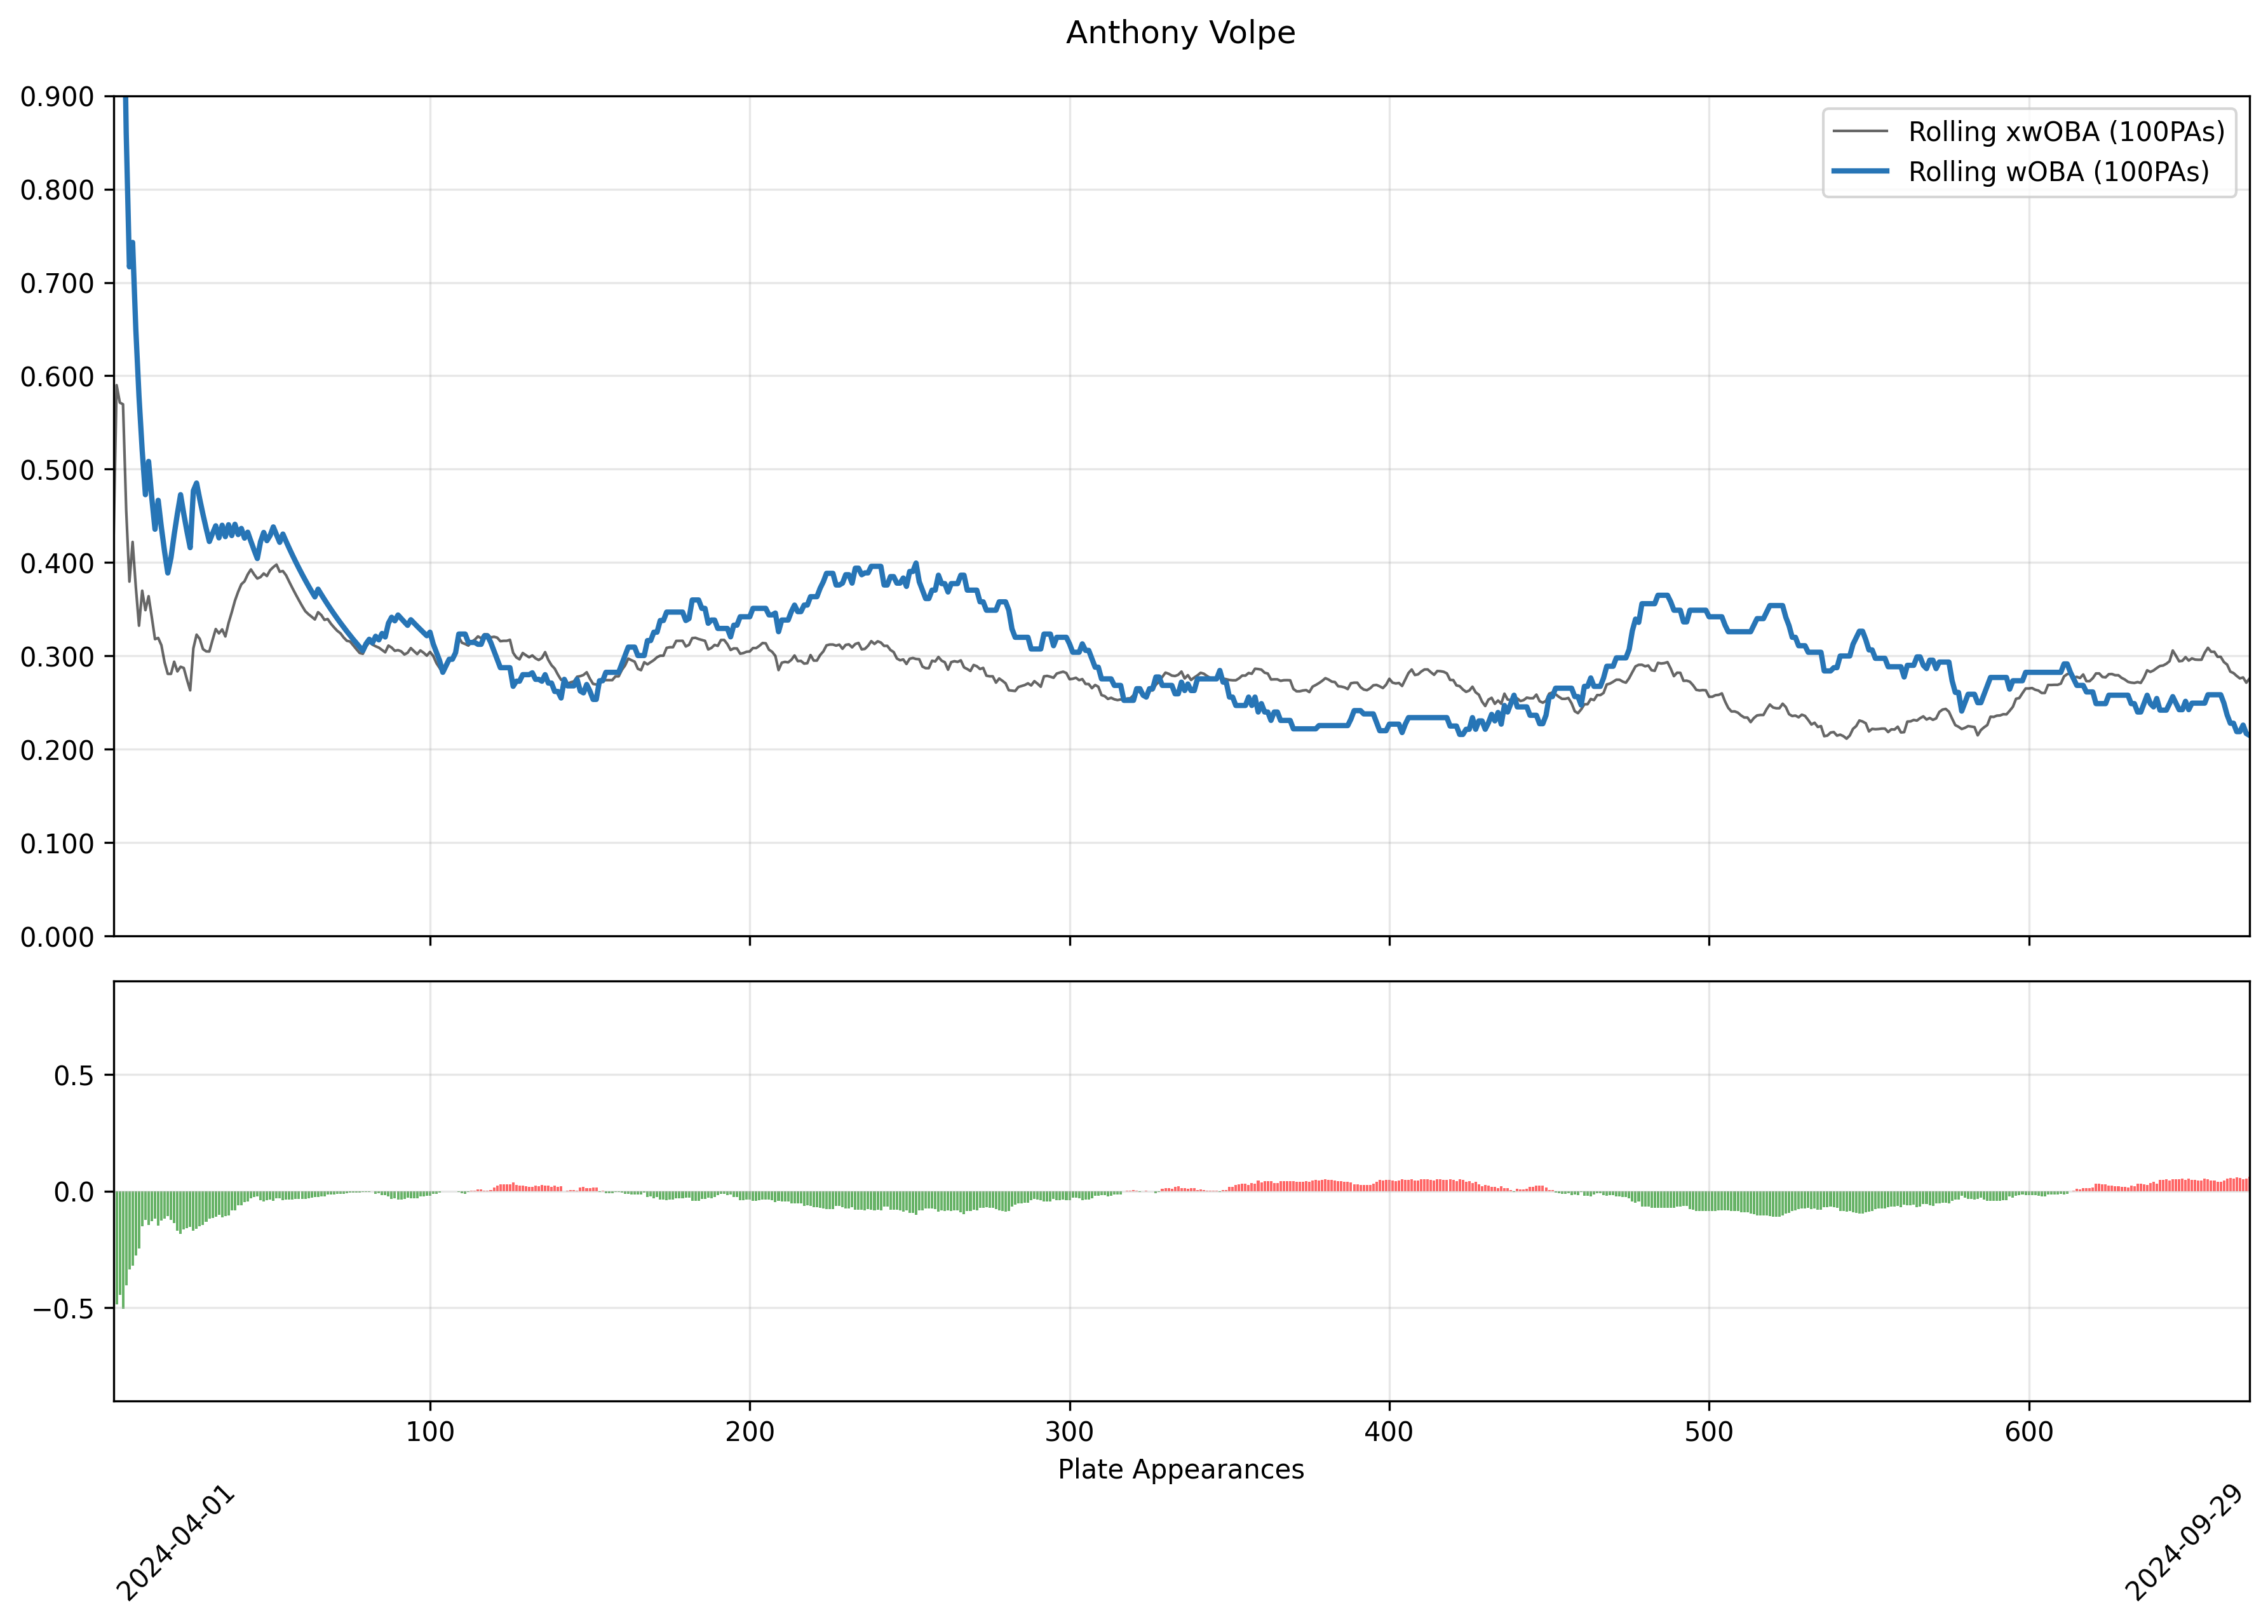 Anthony Volpe
0.900
0.800
0.700
0.600
0.500
0.400
0.300
0.200
0.100
0.000
Rolling xwOBA (100PAs)
Rolling wOBA (100PAs)
0.5
0.0
−0.5
100 200 300 400 500 600
Plate Appearances
2024-04-01 2024-09-29